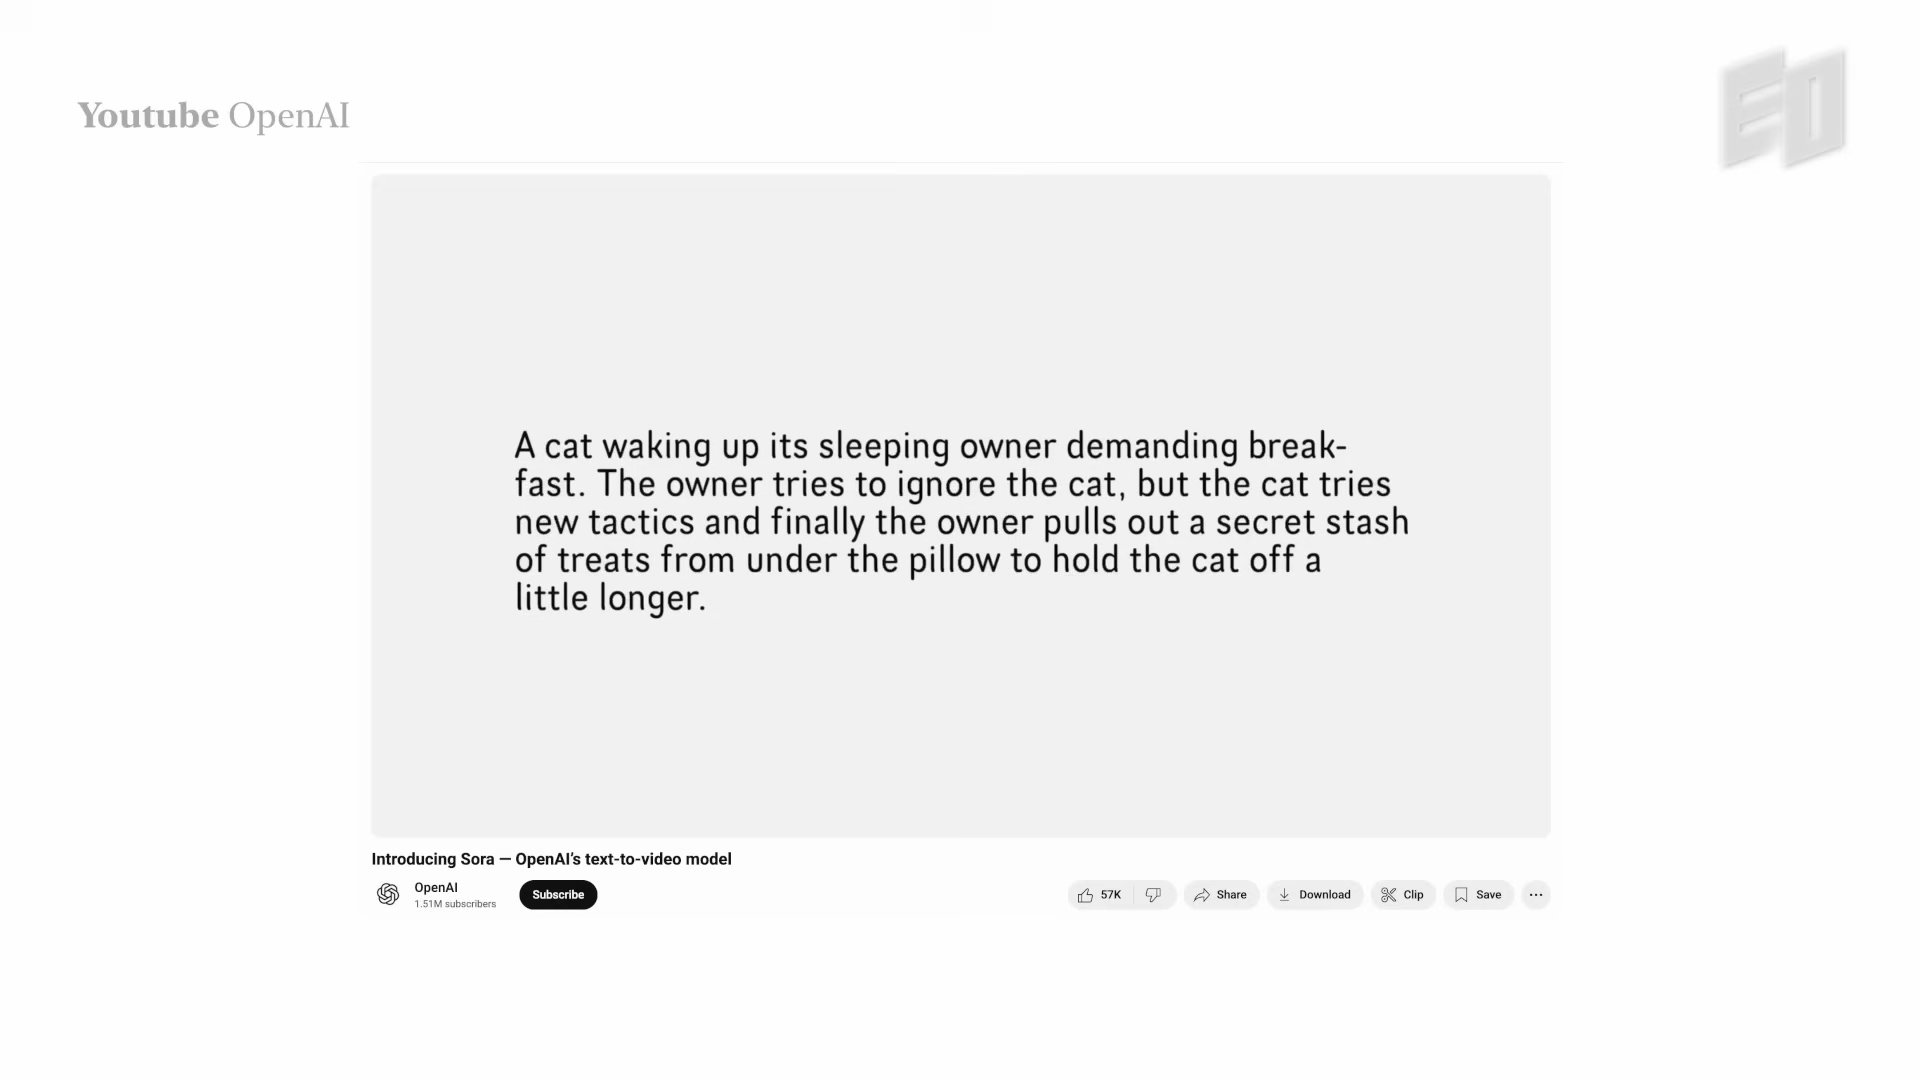 Youtube OpenAI
EO
A cat waking up its sleeping owner demanding break-
fast. The owner tries to ignore the cat, but the cat tries
new tactics and finally the owner pulls out a secret stash
of treats from under the pillow to hold the cat off a
little longer.
Introducing Sora — OpenAI’s text-to-video model
OpenAI
1.51M subscribers
Subscribe
57K
Share
Download
Clip
Save